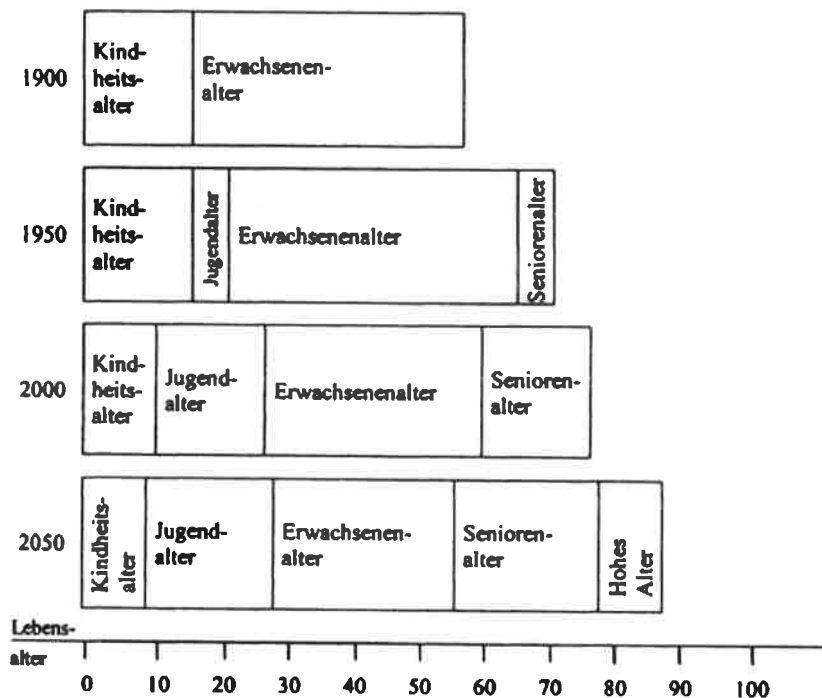 1900
Kind-
heits-
alter
Erwachsenen-
alter
1950
Kind-
heits-
alter
Jugendalter
Erwachsenenalter
Seniorenalter
2000
Kind-
heits-
alter
Jugend-
alter
Erwachsenenalter
Senioren-
alter
2050
Kindheits-
alter
Jugend-
alter
Erwachsenen-
alter
Senioren-
alter
Hohes
Alter
Lebens-
alter
0 10 20 30 40 50 60 70 80 90 100